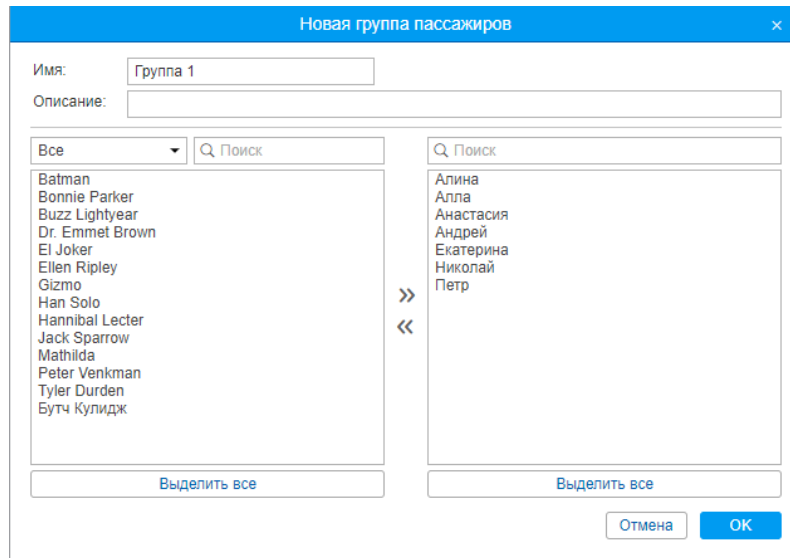 Новая группа пассажиров ×
Имя: Группа 1
Описание:
Все Поиск
Batman
Bonnie Parker
Buzz Lightyear
Dr. Emmet Brown
El Joker
Ellen Ripley
Gizmo
Han Solo
Hannibal Lecter
Jack Sparrow
Mathilda
Peter Venkman
Tyler Durden
Бутч Кулидж
Выделить все
»
«
Поиск
Алина
Алла
Анастасия
Андрей
Екатерина
Николай
Петр
Выделить все
Отмена OK